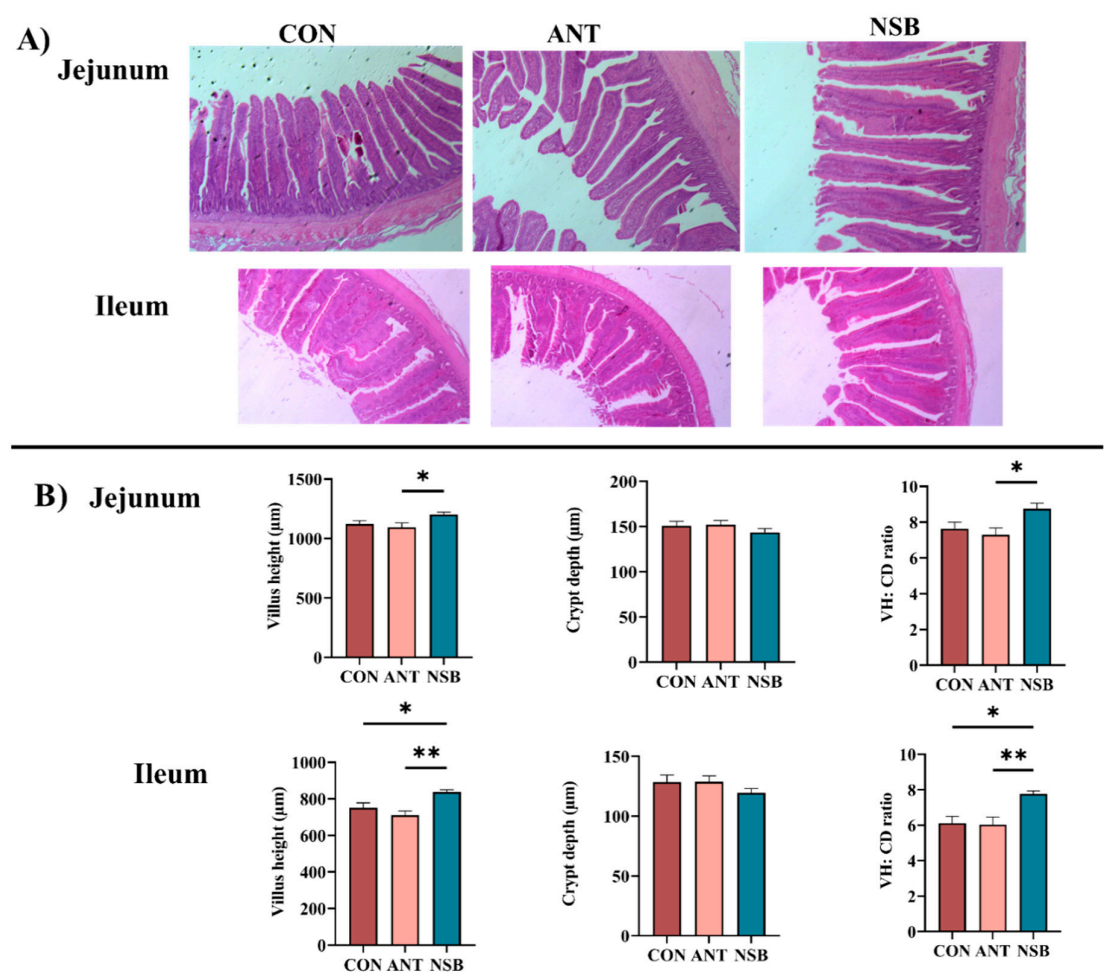 A)
CON ANT NSB
Jejunum
Ileum
B) Jejunum
*
Villus height (μm)
1500
1000
500
0
CON ANT NSB
Crypt depth (μm)
200
150
100
50
0
CON ANT NSB
*
VH: CD ratio
10
8
6
4
2
0
CON ANT NSB
Ileum
*
**
Villus height (μm)
1000
800
600
400
200
0
CON ANT NSB
Crypt depth (μm)
150
100
50
0
CON ANT NSB
*
**
VH: CD ratio
10
8
6
4
2
0
CON ANT NSB